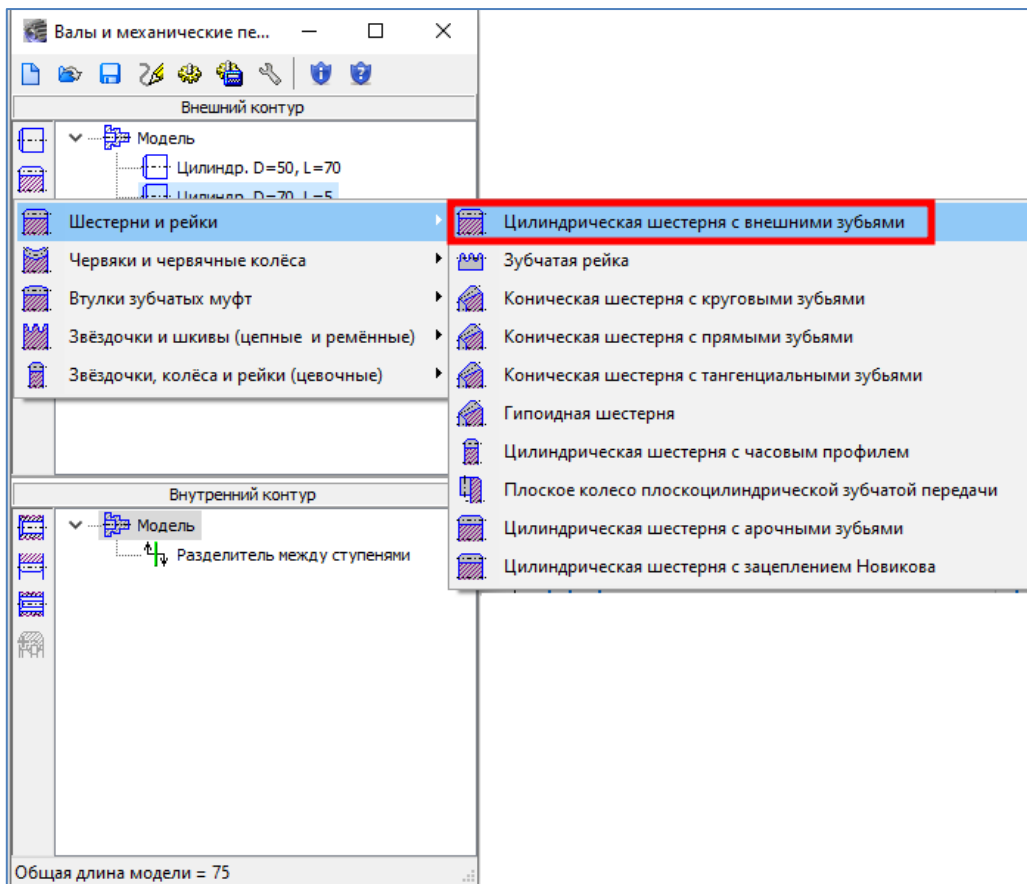 Валы и механические пе...
Внешний контур
Модель
Цилиндр. D=50, L=70
Цилиндр. D=70, L=5
Шестерни и рейки
Червяки и червячные колёса
Втулки зубчатых муфт
Звёздочки и шкивы (цепные и ремённые)
Звёздочки, колёса и рейки (цевочные)
Цилиндрическая шестерня с внешними зубьями
Зубчатая рейка
Коническая шестерня с круговыми зубьями
Коническая шестерня с прямыми зубьями
Коническая шестерня с тангенциальными зубьями
Гипоидная шестерня
Цилиндрическая шестерня с часовым профилем
Плоское колесо плоскоцилиндрической зубчатой передачи
Цилиндрическая шестерня с арочными зубьями
Цилиндрическая шестерня с зацеплением Новикова
Внутренний контур
Модель
Разделитель между ступенями
Общая длина модели = 75